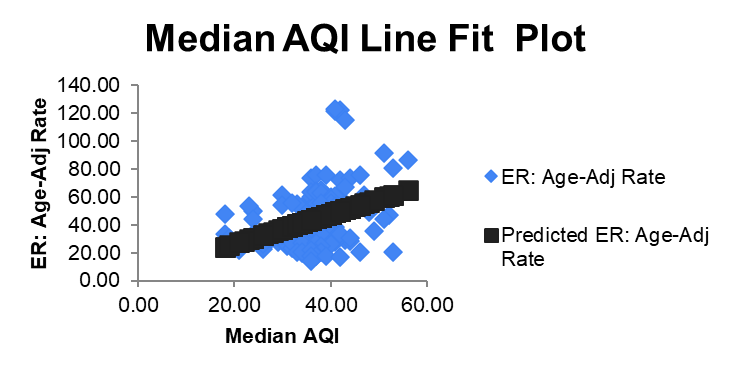 Median AQI Line Fit  Plot
ER: Age-Adj Rate
140.00
120.00
100.00
80.00
60.00
40.00
20.00
0.00
0.00 20.00 40.00 60.00
Median AQI
ER: Age-Adj Rate
Predicted ER: Age-Adj
Rate